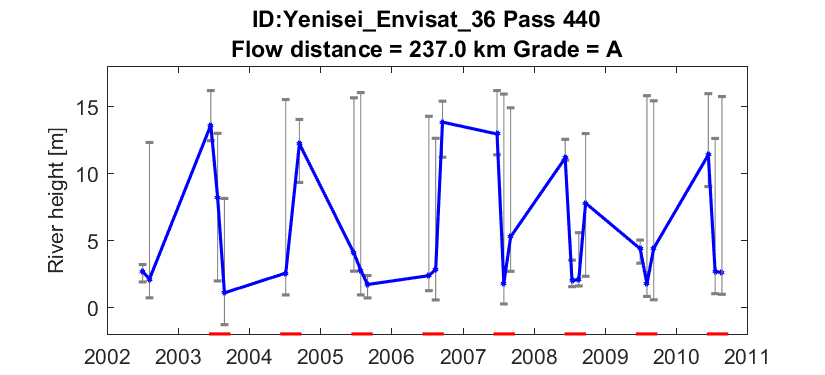 ID:Yenisei_Envisat_36 Pass 440
Flow distance = 237.0 km Grade = A
River height [m]
15
10
5
0
2002 2003 2004 2005 2006 2007 2008 2009 2010 2011